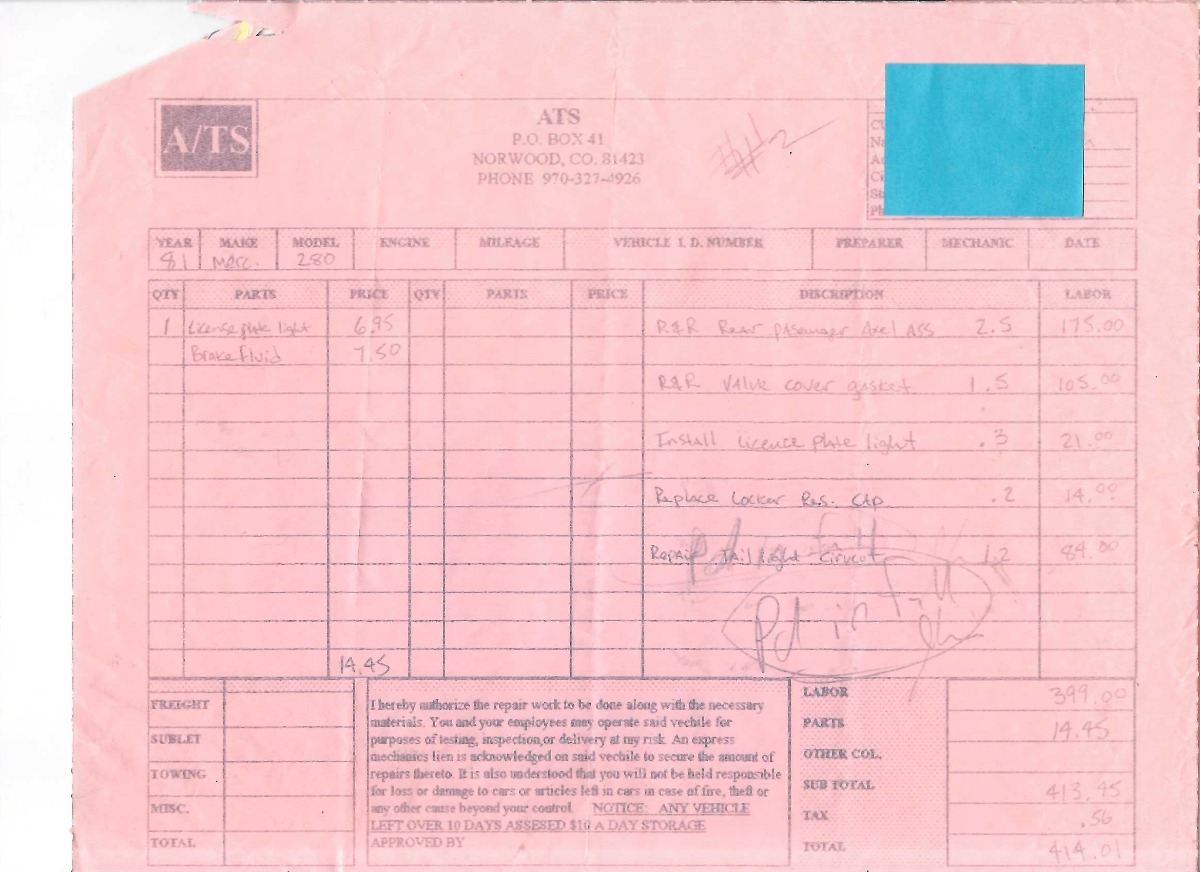 A/TS
ATS
P.O. BOX 41
NORWOOD, CO. 81423
PHONE 970-327-4926
#2
YEAR MAKE MODEL ENGINE MILEAGE VEHICLE I. D. NUMBER PREPARER MECHANIC DATE
81 Merc. 280
QTY PARTS PRICE QTY PARTS PRICE DISCRIPTION LABOR
1 License plate light 6.95 R&R Rear passenger Axel Ass 2.5 175.00
Brake fluid 7.50
R&R Valve cover gasket 1.5 105.00
Install Licence plate light .3 21.00
Replace Locker Res. Cap .2 14.00
Repair Tail light Cirucut 1.2 84.00
Pd in full
14.45
FREIGHT
SUBLET
TOWING
MISC.
TOTAL
I hereby authorize the repair work to be done along with the necessary
materials. You and your employees may operate said vechile for
purposes of testing, inspection,or delivery at my risk. An express
mechanics lien is acknowledged on said vechile to secure the amount of
repairs thereto. It is also understood that you will not be held responsible
for loss or damage to cars or articles left in cars in case of fire, theft or
any other cause beyond your control. NOTICE: ANY VEHICLE
LEFT OVER 10 DAYS ASSESED $10 A DAY STORAGE
APPROVED BY
LABOR 399.00
PARTS 14.45
OTHER COL.
SUB TOTAL 413.45
TAX .56
TOTAL 414.01